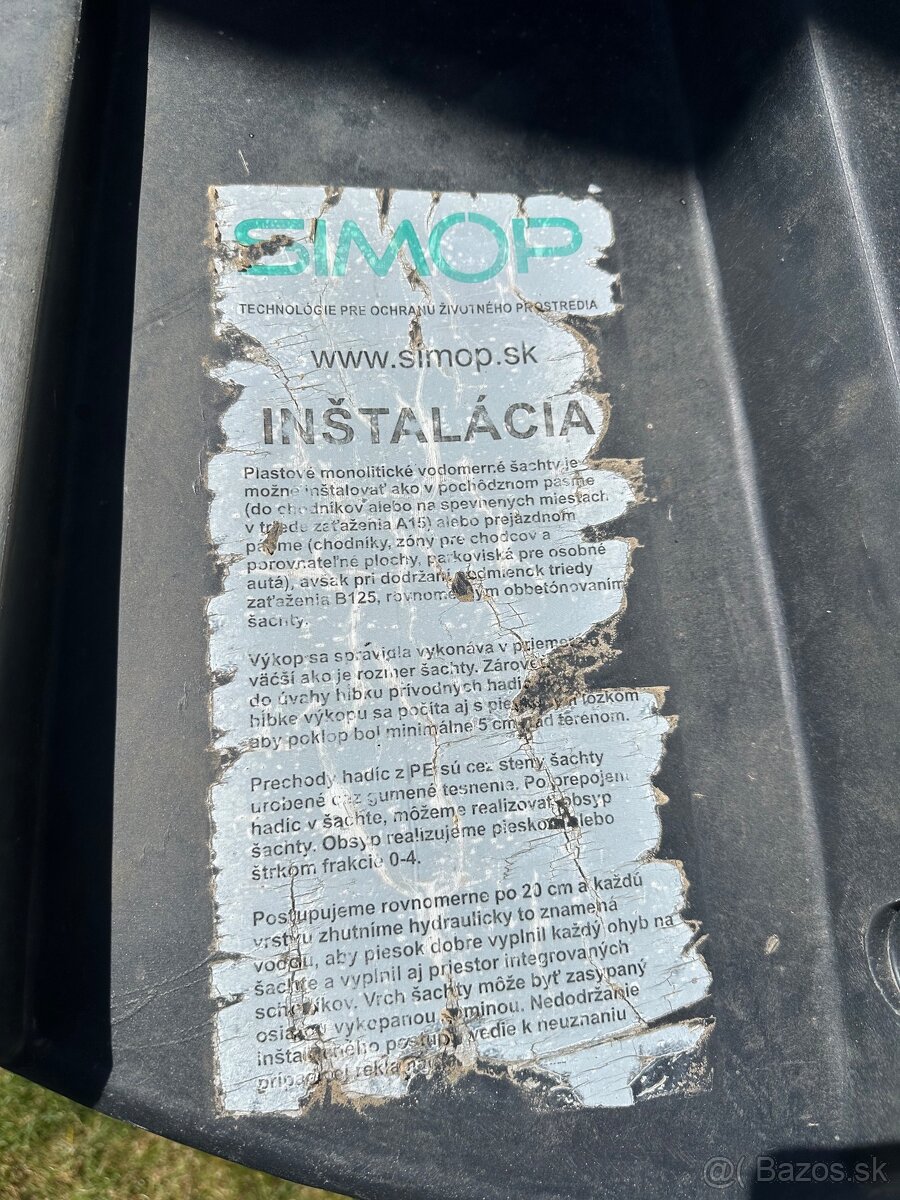 SIMOP
TECHNOLÓGIE PRE OCHRANU ŽIVOTNÉHO PROSTREDIA
www.simop.sk
INŠTALÁCIA
Plastové monolitické vodomerné šachty je
možné inštalovať ako v pochôdznom pásme
(do chodníkov alebo na spevnených miestach
v triede zaťaženia A15) alebo prejazdnom
pásme (chodníky, zóny pre chodcov a
porovnateľné plochy, parkoviská pre osobné
autá), avšak pri dodržaní podmienok triedy
zaťaženia B125, rovnomerným obbetónovaním
šachty.
Výkop sa spravidla vykonáva v priemere
väčší ako je rozmer šachty. Zároveň
do úvahy hĺbku prívodných hadíc
hĺbke výkopu sa počíta aj s lôžkom
aby poklop bol minimálne 5 cm nad terénom.
Prechody hadíc z PE sú cez steny šachty
urobené cez gumené tesnenie. Po prepojení
hadíc v šachte, môžeme realizovať obsyp
šachty. Obsyp realizujeme pieskom alebo
štrkom frakcie 0-4.
Postupujeme rovnomerne po 20 cm a každú
vrstvu zhutníme hydraulicky to znamená
vodou, aby piesok dobre vyplnil každý ohyb na
šachte a vyplnil aj priestor integrovaných
schodíkov. Vrch šachty môže byť zasypaný
ostatnou vykopanou zeminou. Nedodržanie
inštalačného postupu vedie k neuznaniu
prípadnej reklamácie
@( Bazos.sk